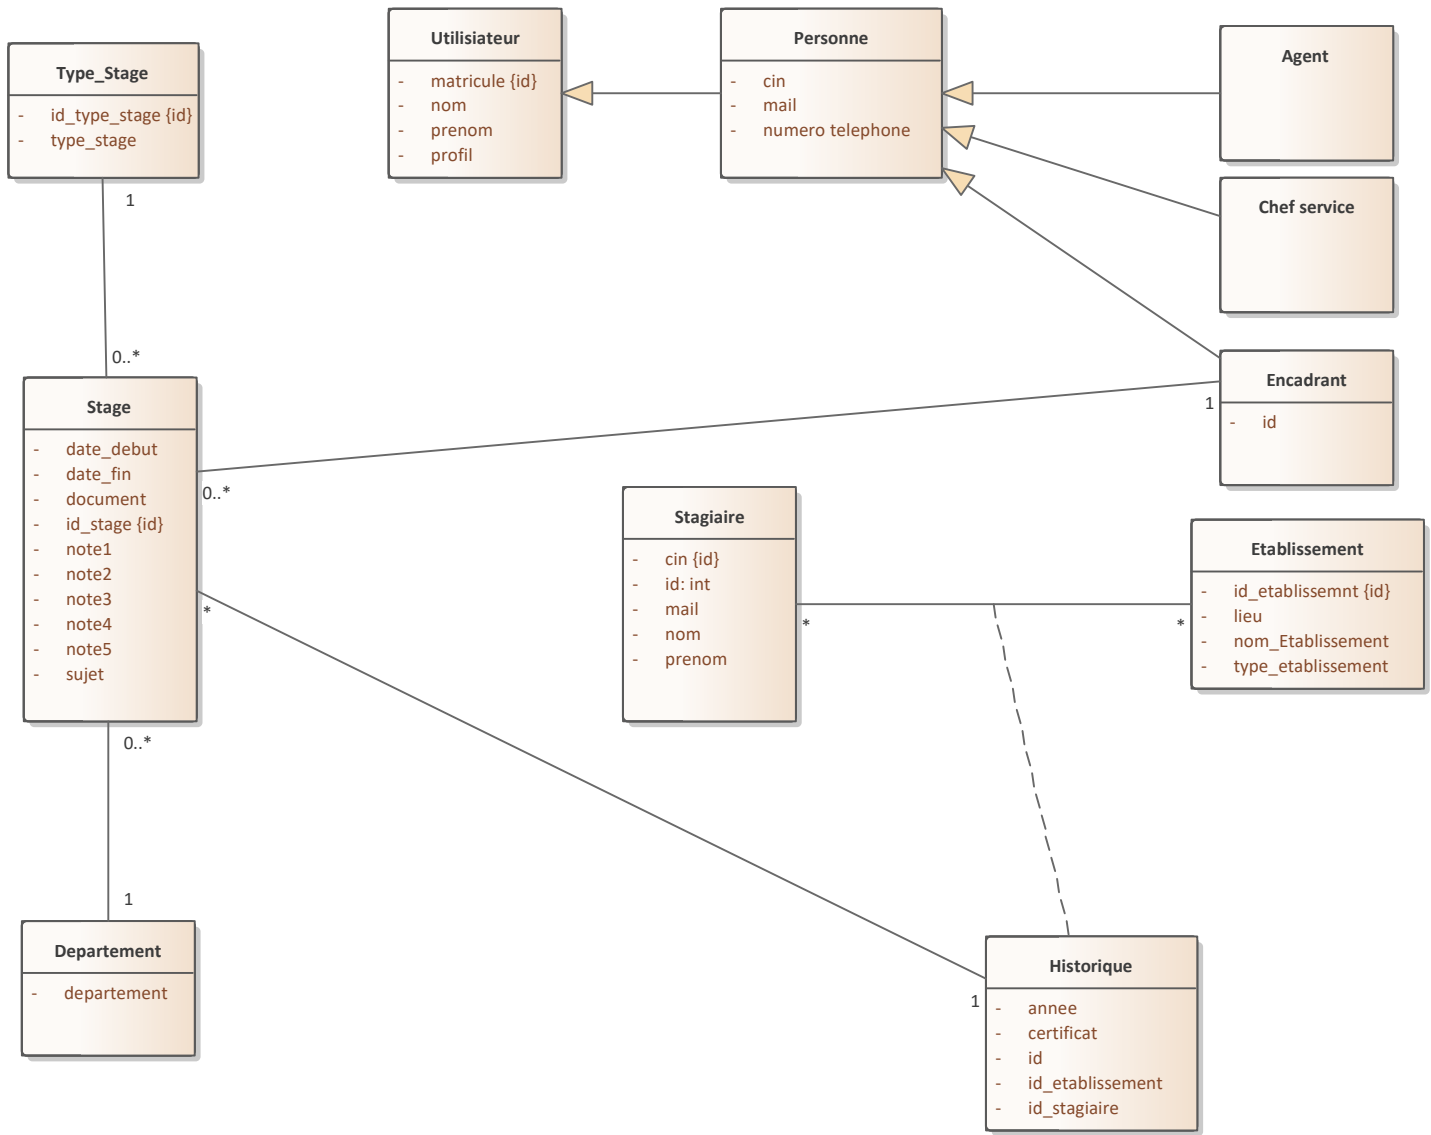 Type_Stage
- id_type_stage {id}
- type_stage
1
0..*
Utilisiateur
- matricule {id}
- nom
- prenom
- profil
Personne
- cin
- mail
- numero telephone
Agent
Chef service
Encadrant
- id
1
Stage
- date_debut
- date_fin
- document
- id_stage {id}
- note1
- note2
- note3
- note4
- note5
- sujet
0..*
*
0..*
1
Stagiaire
- cin {id}
- id: int
- mail
- nom
- prenom
*
*
Etablissement
- id_etablissemnt {id}
- lieu
- nom_Etablissement
- type_etablissement
Departement
- departement
1
Historique
- annee
- certificat
- id
- id_etablissement
- id_stagiaire